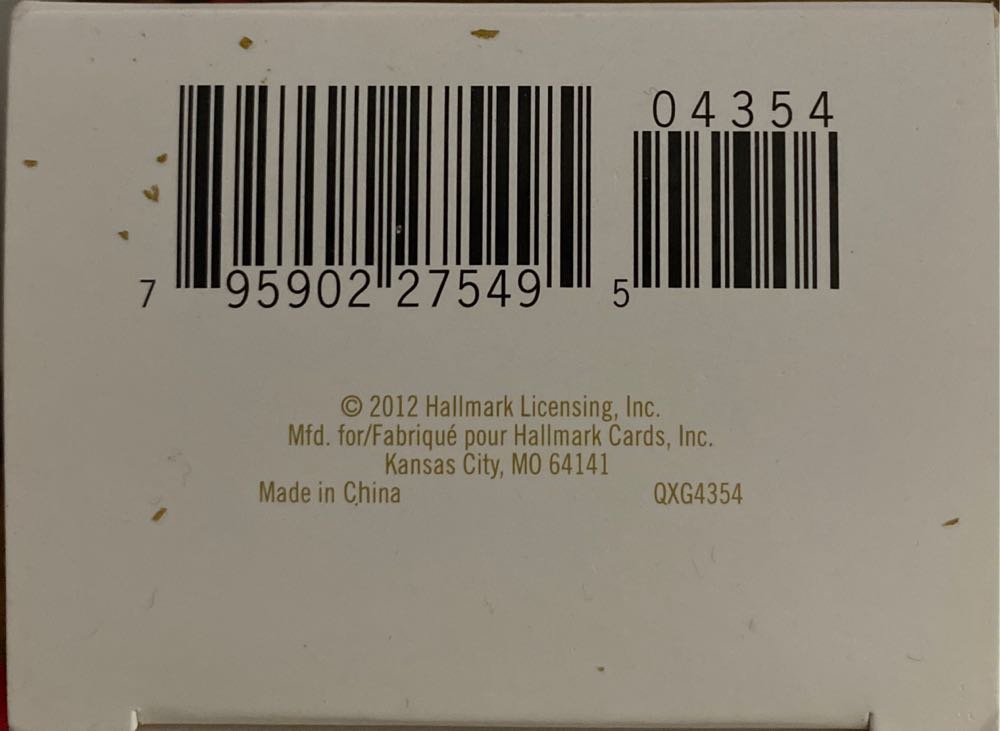 04354
7 95902 27549 5
© 2012 Hallmark Licensing, Inc.
Mfd. for/Fabriqué pour Hallmark Cards, Inc.
Kansas City, MO 64141
Made in China QXG4354